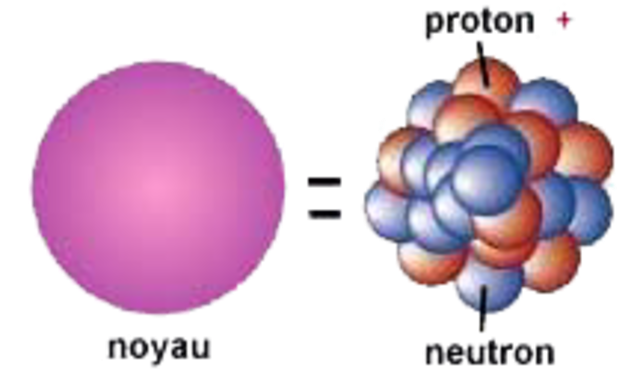 proton +
=
noyau
neutron